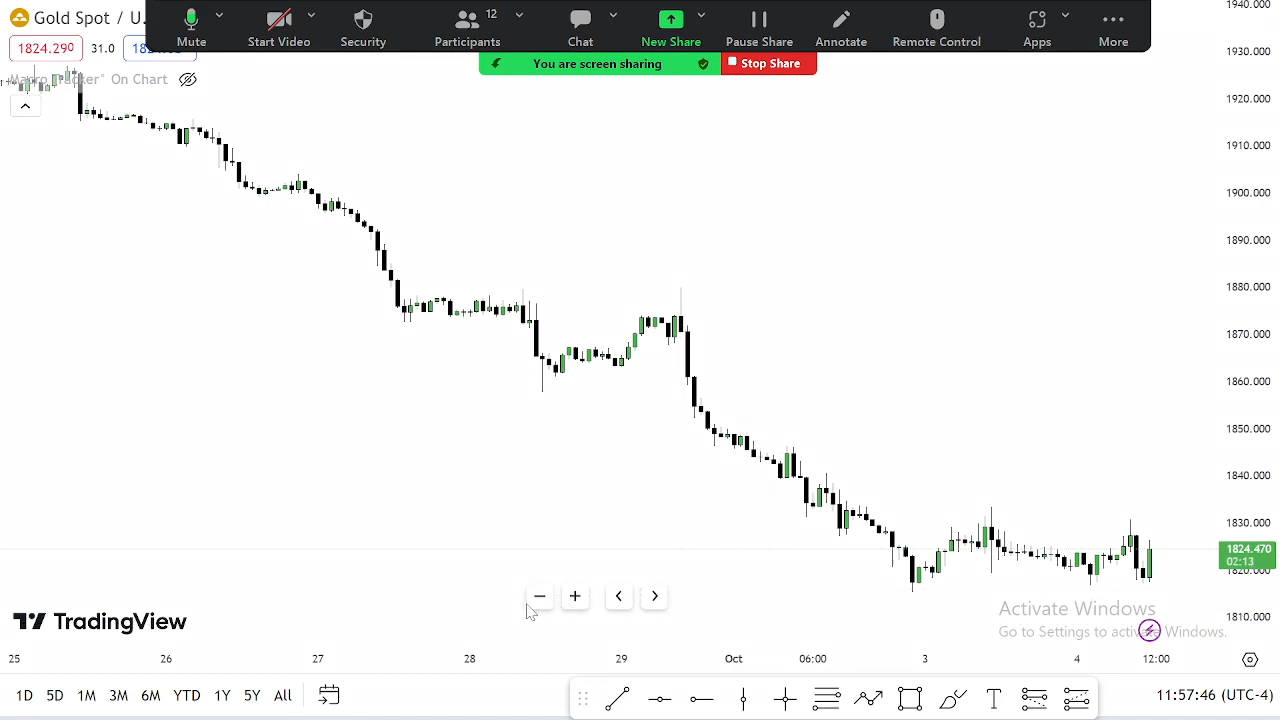 Gold Spot / U.
Mute
Start Video
Security
12
Participants
Chat
New Share
Pause Share
Annotate
Remote Control
Apps
More
You are screen sharing
Stop Share
1824.290
31.0
Tracker° On Chart
1940.000
1930.000
1920.000
1910.000
1900.000
1890.000
1880.000
1870.000
1860.000
1850.000
1840.000
1830.000
1824.470
02:13
1820.000
1810.000
TradingView
Activate Windows
Go to Settings to activate Windows.
25
26
27
28
29
Oct
06:00
3
4
12:00
1D
5D
1M
3M
6M
YTD
1Y
5Y
All
11:57:46 (UTC-4)